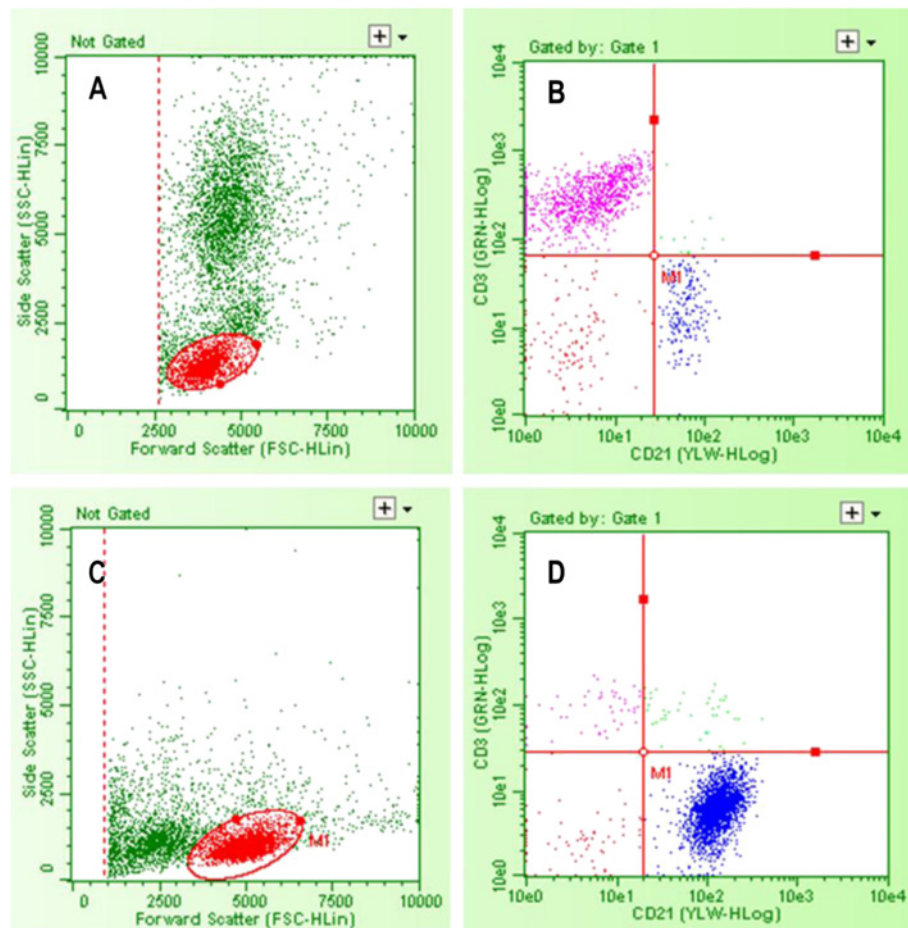 Not Gated
+
A
10000
7500
5000
2500
0
Side Scatter (SSC-HLin)
0 2500 5000 7500 10000
Forward Scatter (FSC-HLin)
Gated by: Gate 1
+
B
10e4
10e3
10e2
10e1
10e0
CD3 (GRN-HLog)
M1
10e0 10e1 10e2 10e3 10e4
CD21 (YLW-HLog)
Not Gated
+
C
10000
7500
5000
2500
0
Side Scatter (SSC-HLin)
M1
0 2500 5000 7500 10000
Forward Scatter (FSC-HLin)
Gated by: Gate 1
+
D
10e4
10e3
10e2
10e1
10e0
CD3 (GRN-HLog)
M1
10e0 10e1 10e2 10e3 10e4
CD21 (YLW-HLog)